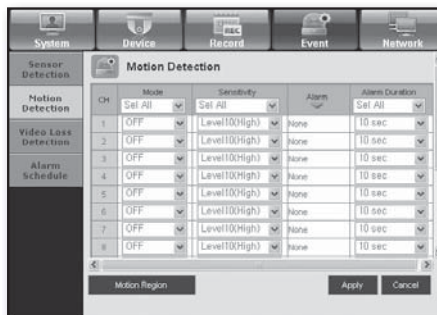 System Device Record Event Network
REC
Sensor Detection
Motion Detection
Video Loss Detection
Alarm Schedule
Motion Detection
CH Mode Sensitivity Alarm Alarm Duration
Sel All Sel All Sel All
1 OFF Level10(High) None 10 sec
2 OFF Level10(High) None 10 sec
3 OFF Level10(High) None 10 sec
4 OFF Level10(High) None 10 sec
5 OFF Level10(High) None 10 sec
6 OFF Level10(High) None 10 sec
7 OFF Level10(High) None 10 sec
8 OFF Level10(High) None 10 sec
Motion Region Apply Cancel